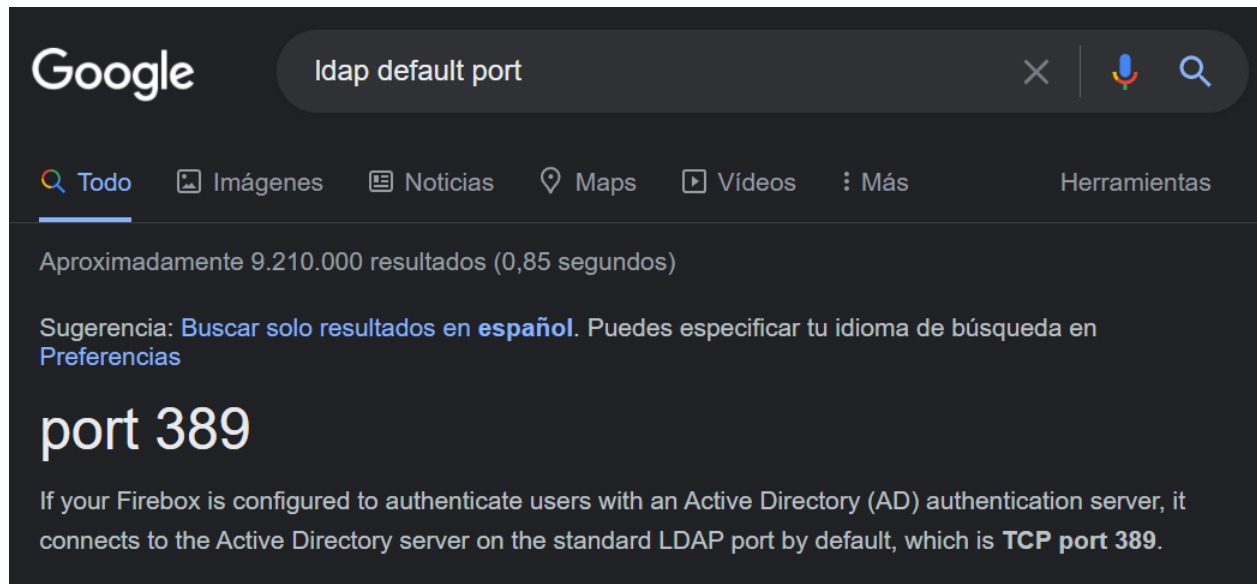 Google
ldap default port
Todo Imágenes Noticias Maps Vídeos Más Herramientas
Aproximadamente 9.210.000 resultados (0,85 segundos)
Sugerencia: Buscar solo resultados en español. Puedes especificar tu idioma de búsqueda en
Preferencias
port 389
If your Firebox is configured to authenticate users with an Active Directory (AD) authentication server, it
connects to the Active Directory server on the standard LDAP port by default, which is TCP port 389.